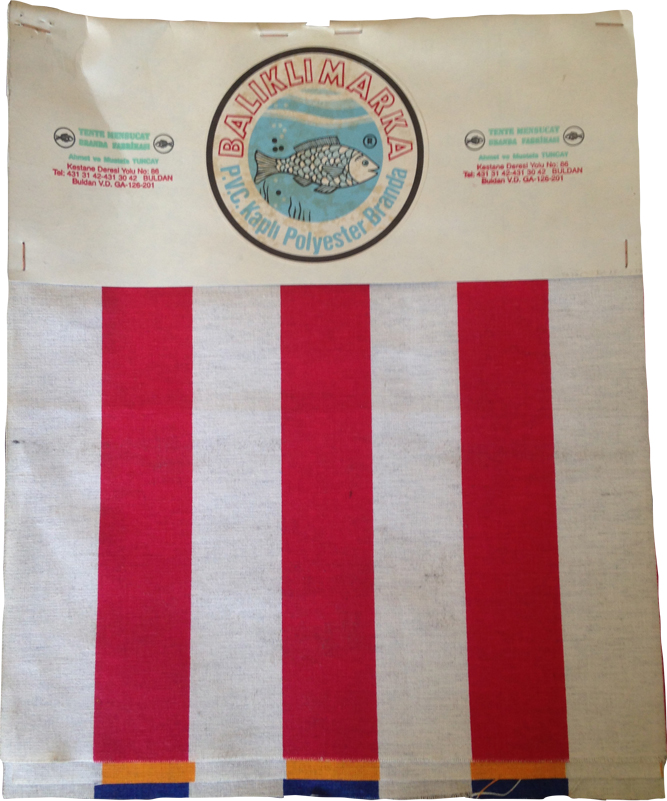 BALIKLI MARKA
®
PVC. Kaplı Polyester Branda
TENTE MENSUCAT
BRANDA FABRİKASI
Ahmet ve Mustafa TUNCAY
Kestane Deresi Yolu No: 66
Tel: 431 31 42-431 30 42 BULDAN
Buldan V.D. GA-126-201
TENTE MENSUCAT
BRANDA FABRİKASI
Ahmet ve Mustafa TUNCAY
Kestane Deresi Yolu No: 66
Tel: 431 31 42-431 30 42 BULDAN
Buldan V.D. GA-126-201